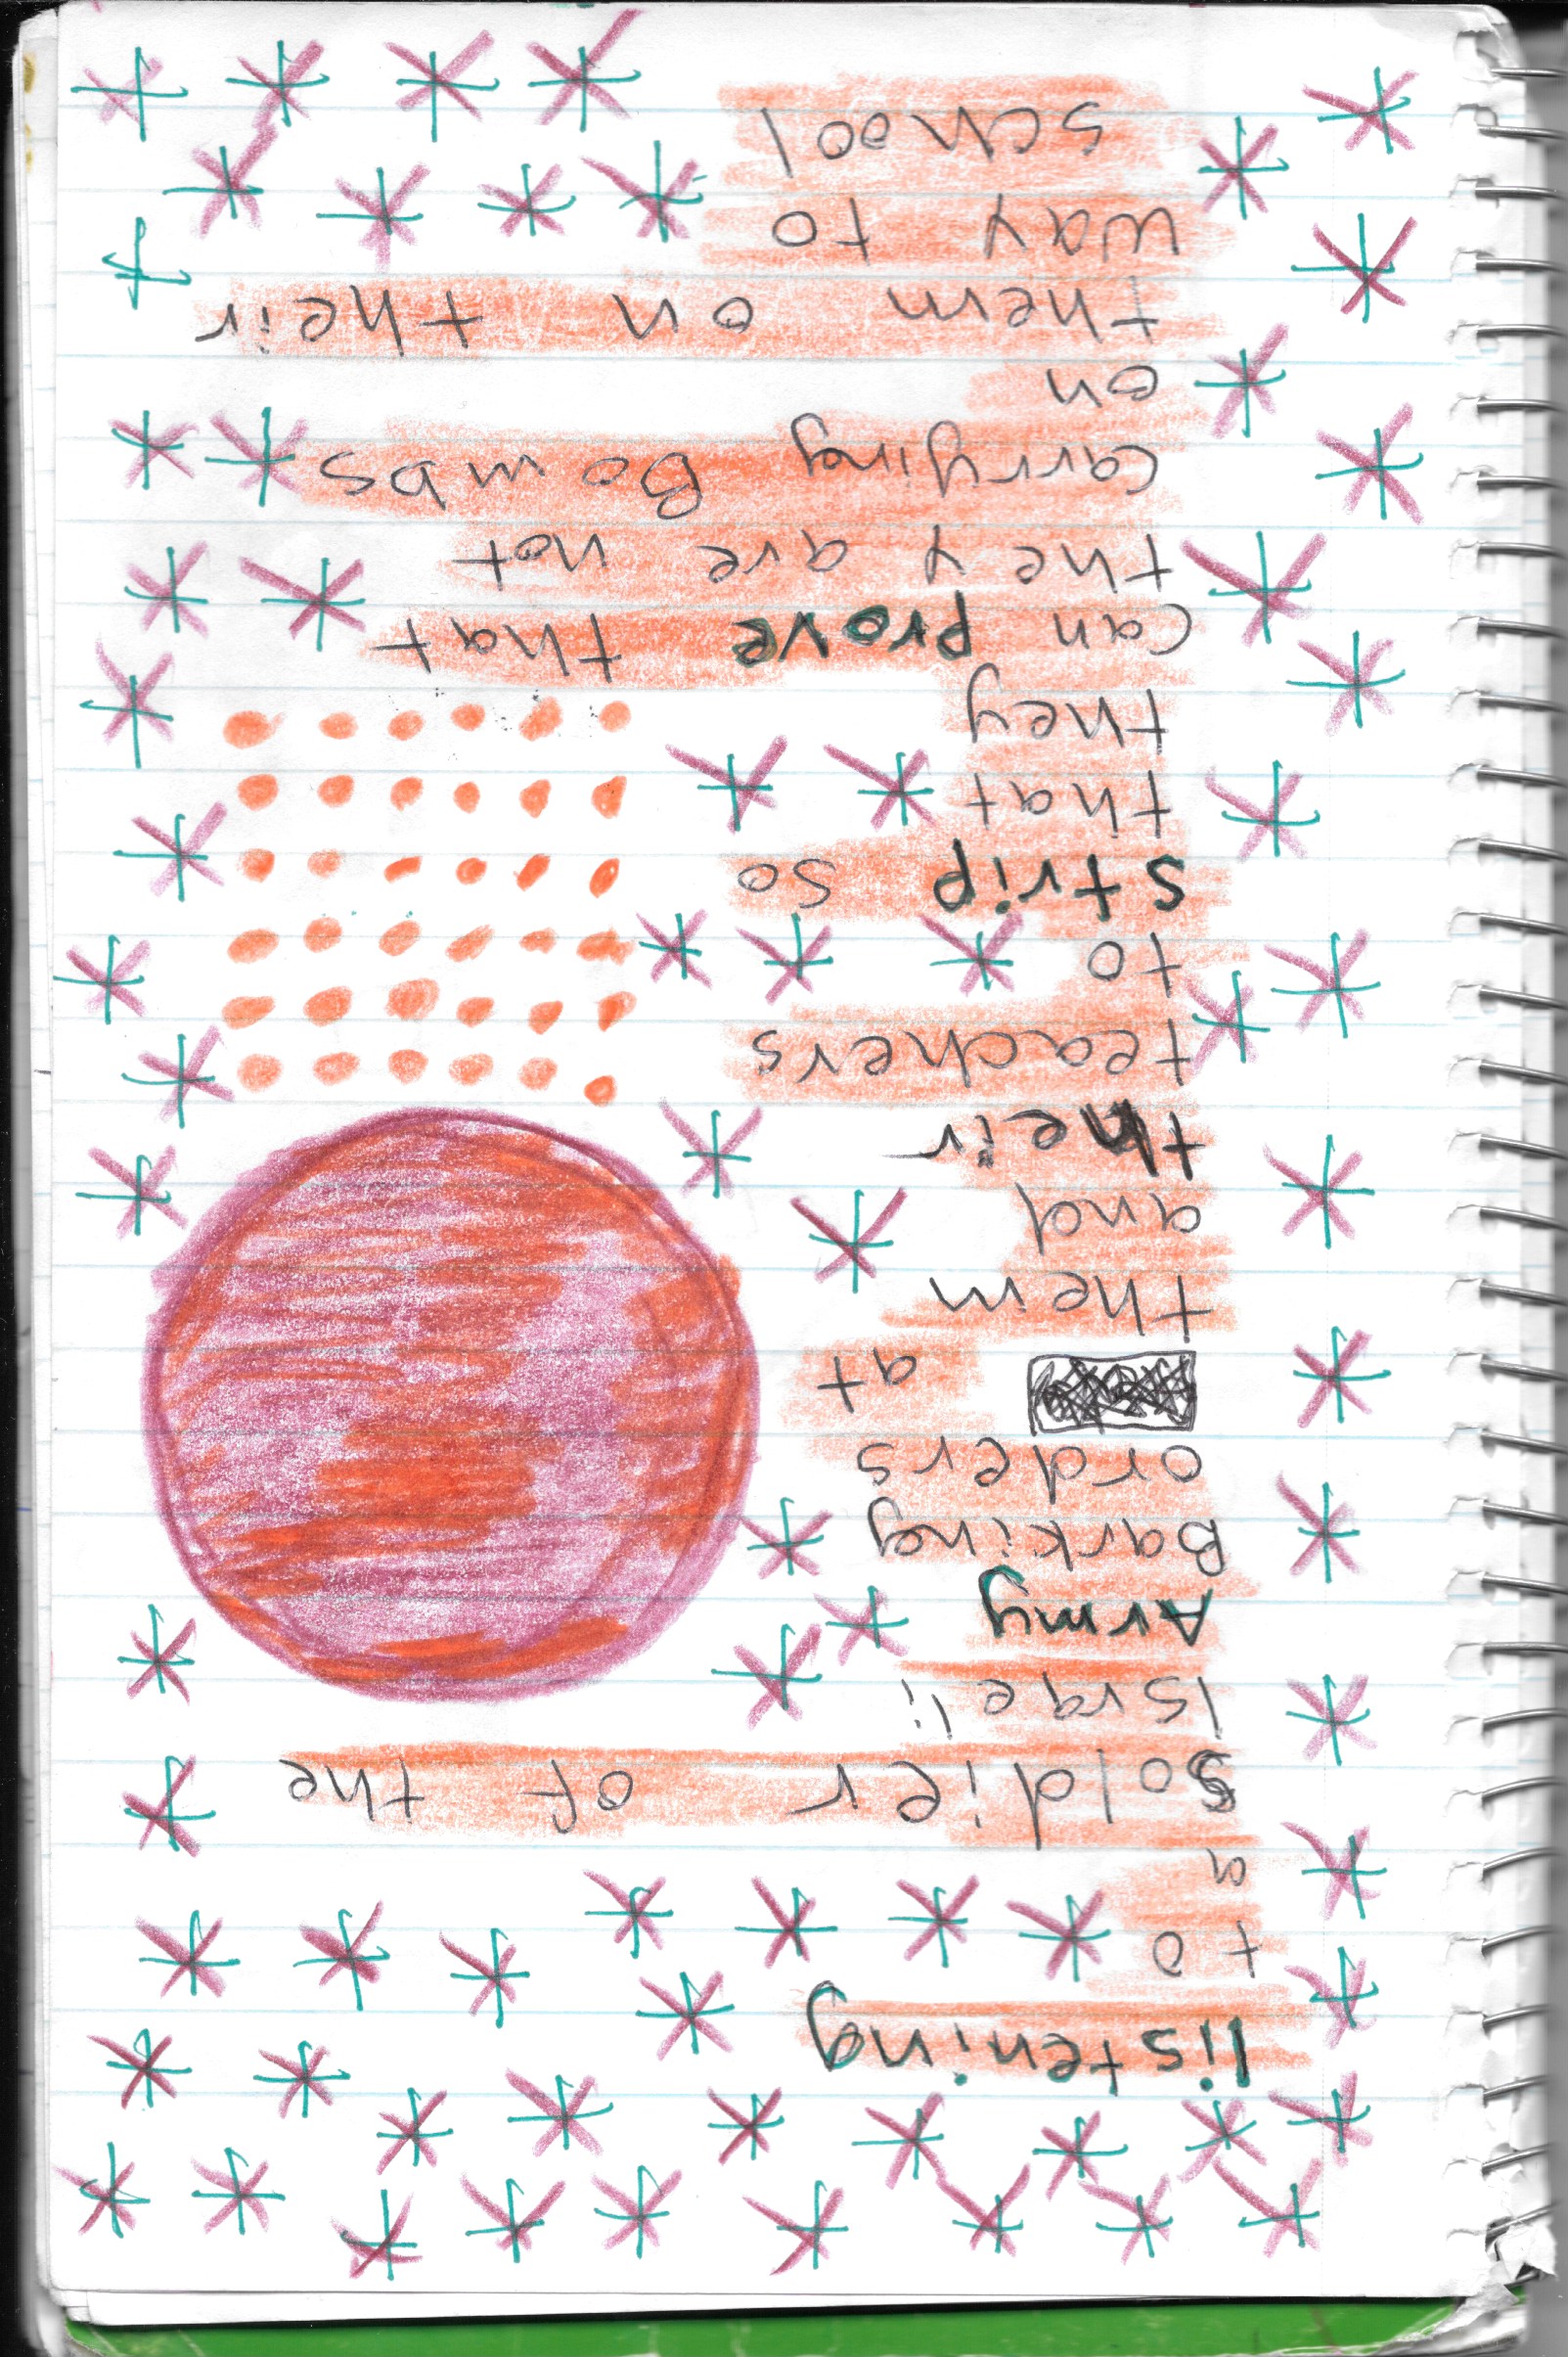 listening
to
a
Soldier of the
Israeli
Army
Barking
orders
at
them
and
their
teachers
to
strip so
that
they
can prove that
they are not
carrying Bombs
on
them on their
way to
school